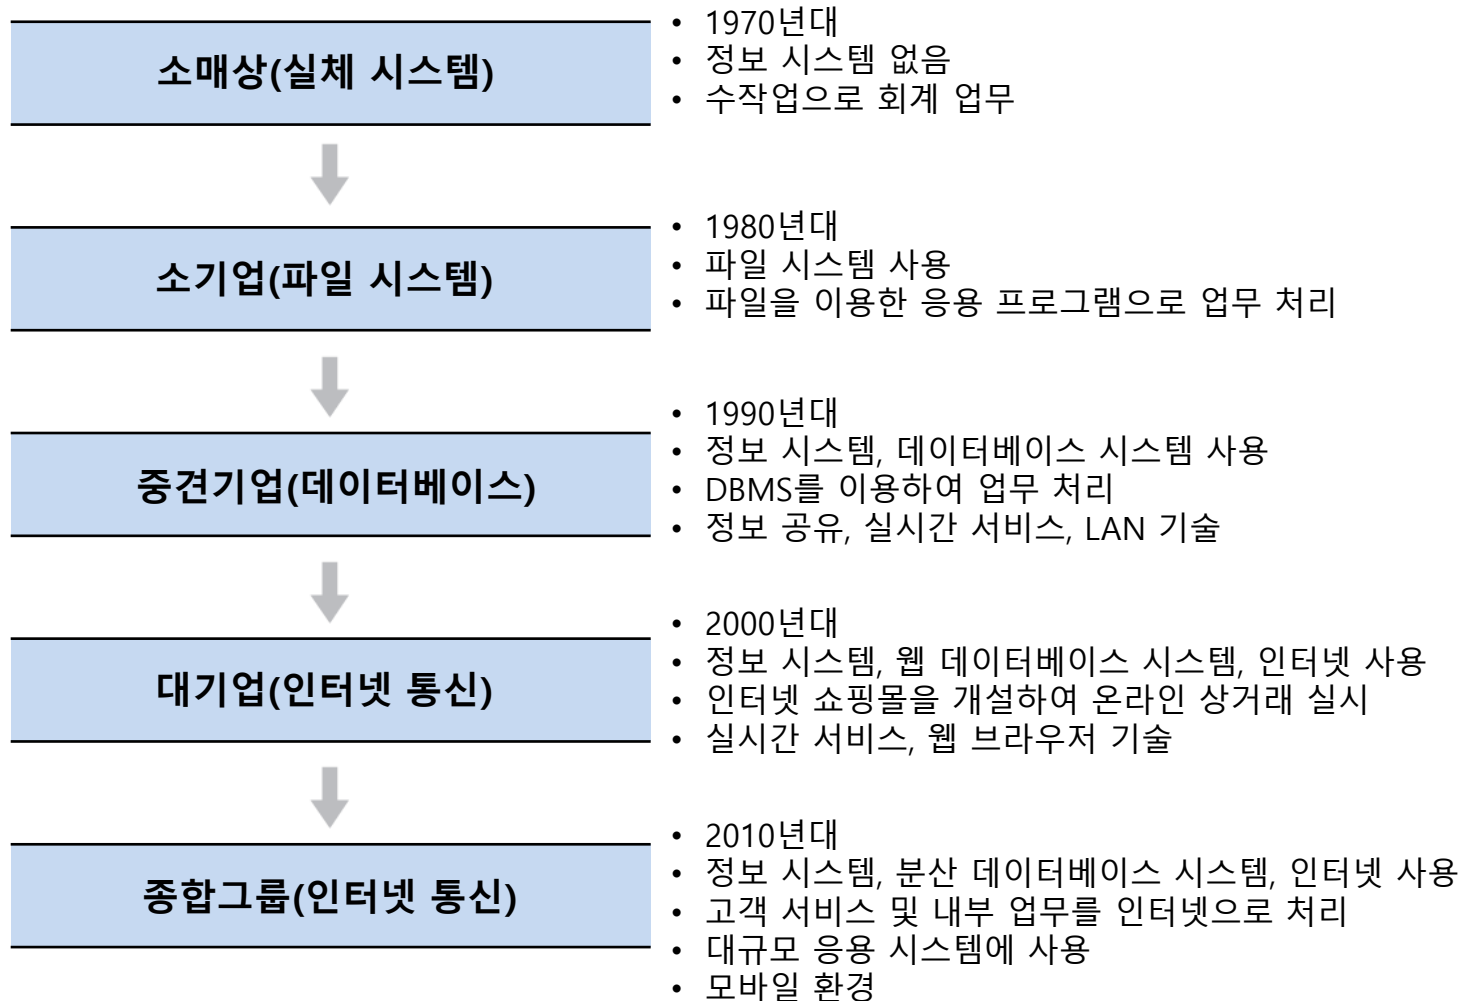 소매상(실체 시스템)
• 1970년대
• 정보 시스템 없음
• 수작업으로 회계 업무
소기업(파일 시스템)
• 1980년대
• 파일 시스템 사용
• 파일을 이용한 응용 프로그램으로 업무 처리
중견기업(데이터베이스)
• 1990년대
• 정보 시스템, 데이터베이스 시스템 사용
• DBMS를 이용하여 업무 처리
• 정보 공유, 실시간 서비스, LAN 기술
대기업(인터넷 통신)
• 2000년대
• 정보 시스템, 웹 데이터베이스 시스템, 인터넷 사용
• 인터넷 쇼핑몰을 개설하여 온라인 상거래 실시
• 실시간 서비스, 웹 브라우저 기술
종합그룹(인터넷 통신)
• 2010년대
• 정보 시스템, 분산 데이터베이스 시스템, 인터넷 사용
• 고객 서비스 및 내부 업무를 인터넷으로 처리
• 대규모 응용 시스템에 사용
• 모바일 환경